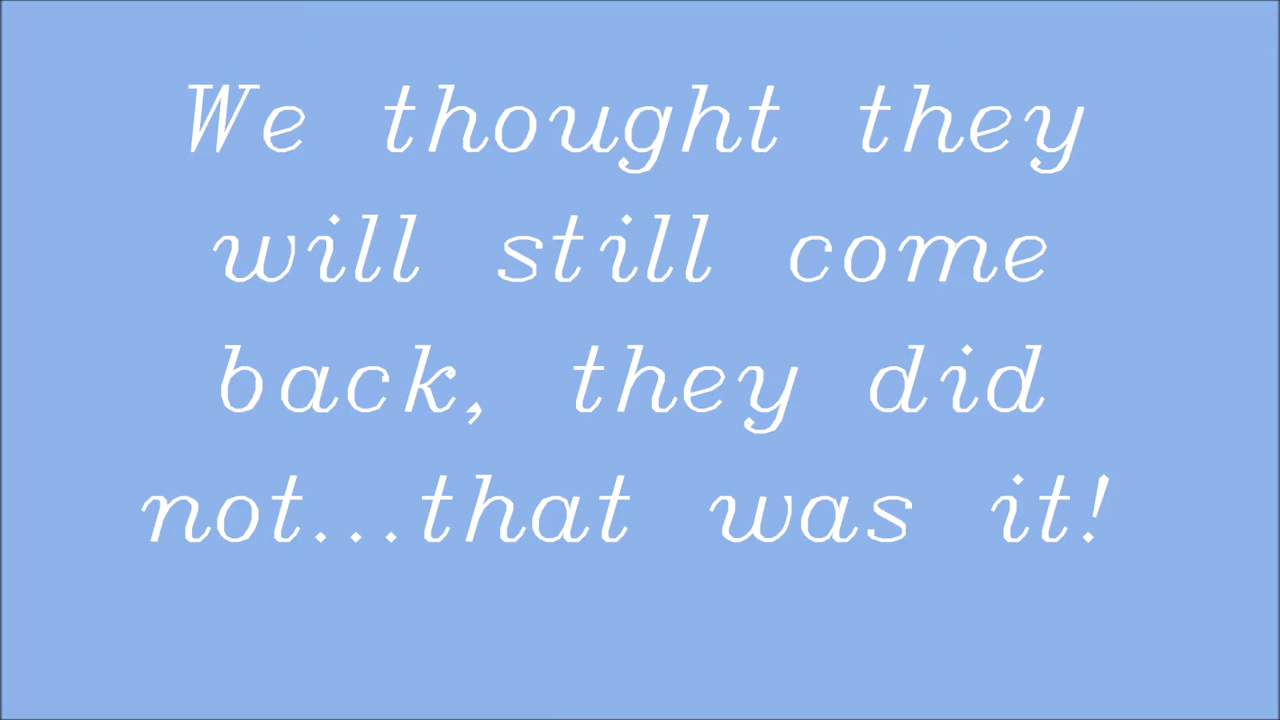 We thought they
will still come
back, they did
not...that was it!